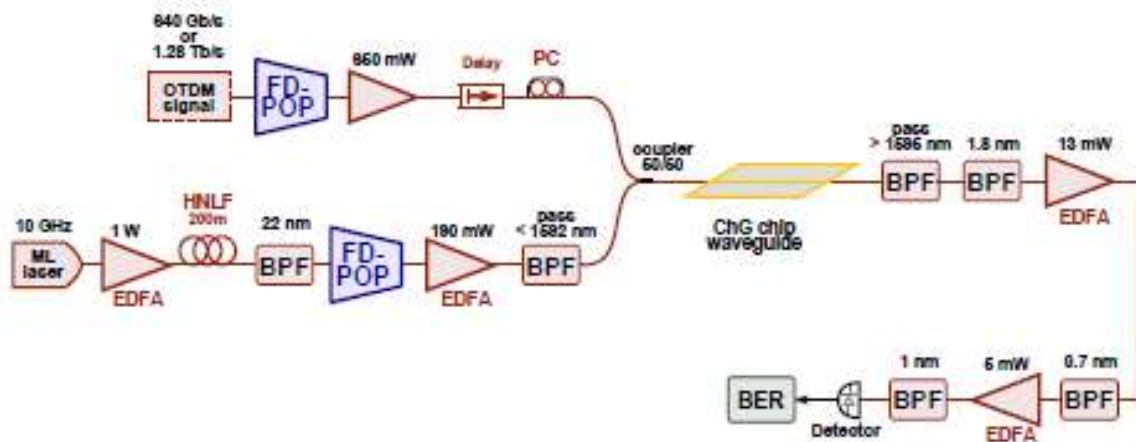 640 Gb/s
or
1.28 Tb/s
OTDM
signal
FD-
POP
650 mW
Delay
PC
coupler
50/50
pass
> 1595 nm
BPF
1.8 nm
BPF
13 mW
EDFA
ChG chip
waveguide
10 GHz
ML
laser
1 W
EDFA
HNLF
200m
22 nm
BPF
FD-
POP
190 mW
EDFA
pass
< 1582 nm
BPF
BER
Detector
1 nm
BPF
5 mW
EDFA
0.7 nm
BPF